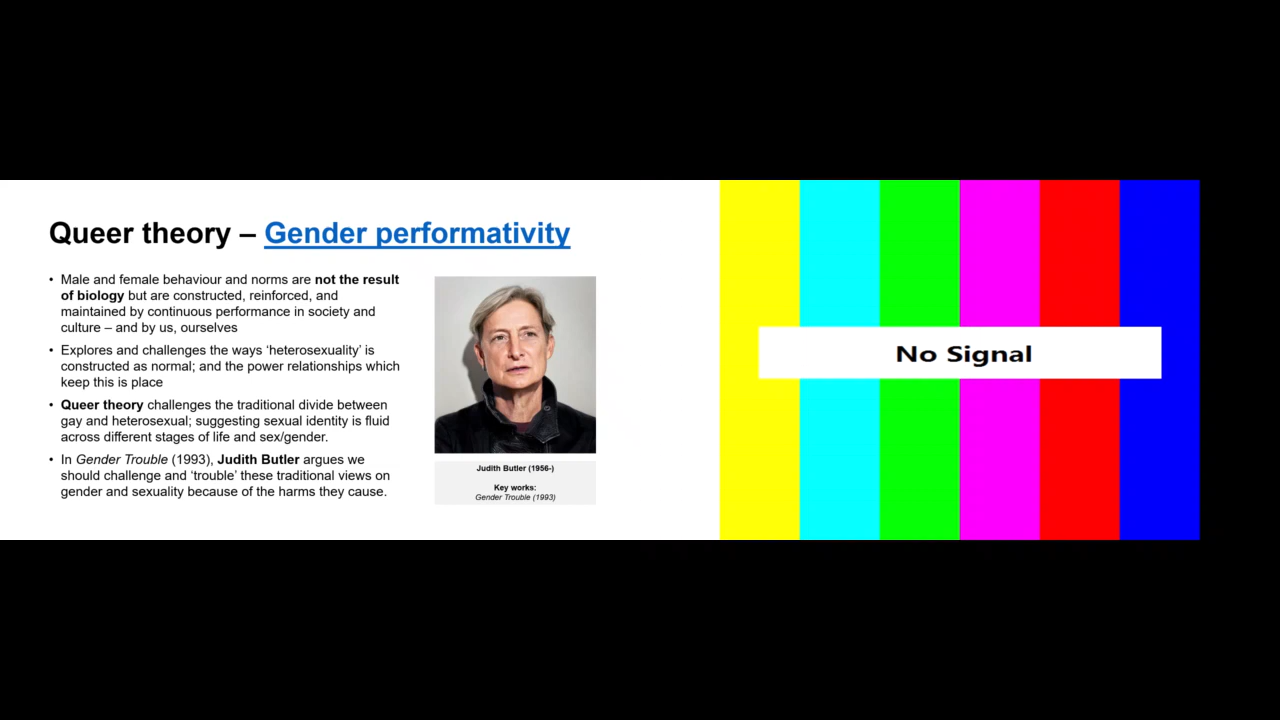 Queer theory – Gender performativity
• Male and female behaviour and norms are not the result
of biology but are constructed, reinforced, and
maintained by continuous performance in society and
culture – and by us, ourselves
• Explores and challenges the ways ‘heterosexuality’ is
constructed as normal; and the power relationships which
keep this is place
• Queer theory challenges the traditional divide between
gay and heterosexual; suggesting sexual identity is fluid
across different stages of life and sex/gender.
• In Gender Trouble (1993), Judith Butler argues we
should challenge and ‘trouble’ these traditional views on
gender and sexuality because of the harms they cause.
Judith Butler (1956-)
Key works:
Gender Trouble (1993)
No Signal